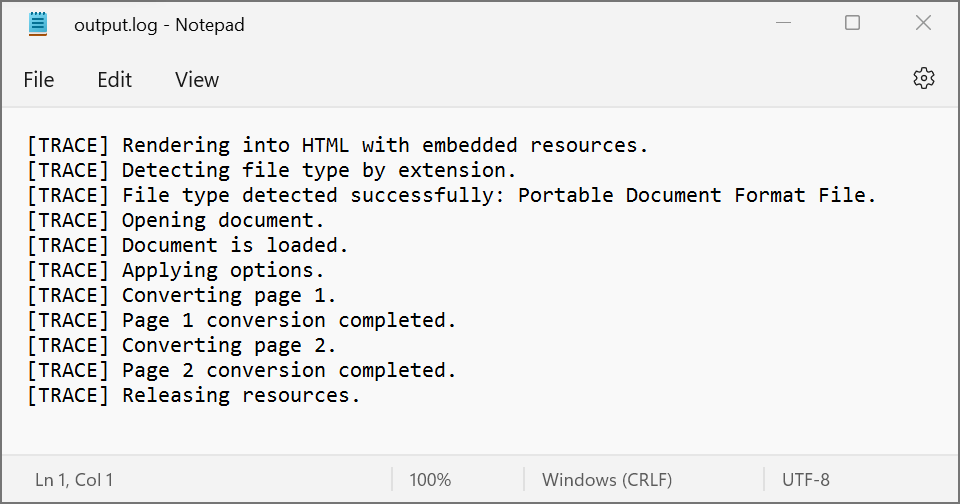 output.log - Notepad
File Edit View
[TRACE] Rendering into HTML with embedded resources.
[TRACE] Detecting file type by extension.
[TRACE] File type detected successfully: Portable Document Format File.
[TRACE] Opening document.
[TRACE] Document is loaded.
[TRACE] Applying options.
[TRACE] Converting page 1.
[TRACE] Page 1 conversion completed.
[TRACE] Converting page 2.
[TRACE] Page 2 conversion completed.
[TRACE] Releasing resources.
Ln 1, Col 1 100% Windows (CRLF) UTF-8